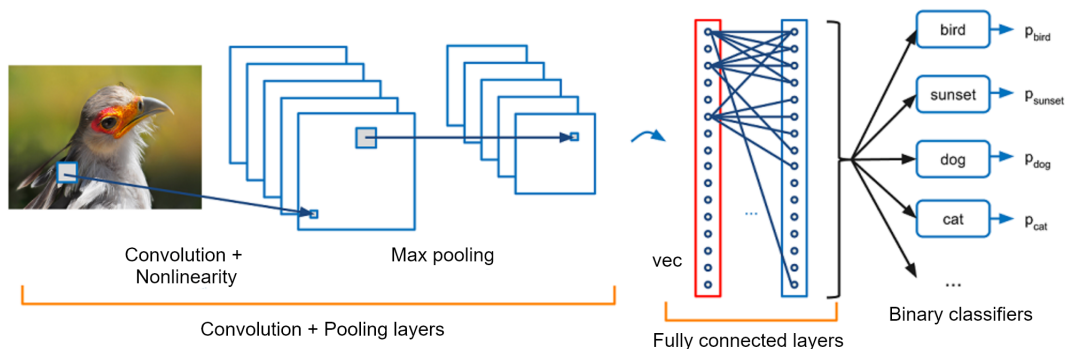 Convolution +
Nonlinearity
Max pooling
Convolution + Pooling layers
vec
...
Fully connected layers
bird
p_bird
sunset
p_sunset
dog
p_dog
cat
p_cat
...
Binary classifiers